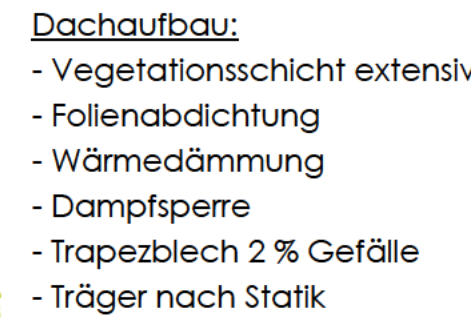 Dachaufbau:
- Vegetationsschicht extensiv
- Folienabdichtung
- Wärmedämmung
- Dampfsperre
- Trapezblech 2 % Gefälle
- Träger nach Statik